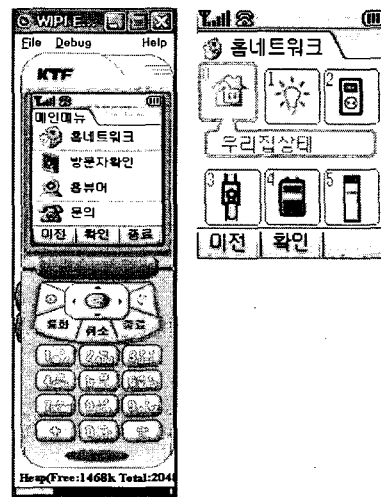 WIPI E
File Debug Help
KTF
메인메뉴
홈네트워크
방문자확인
홈뷰어
문의
이전 확인 종료
통화 취소 종료
Heap(Free:1468k Total:204
홈네트워크
1 2
우리집상태
3 4 5
이전 확인